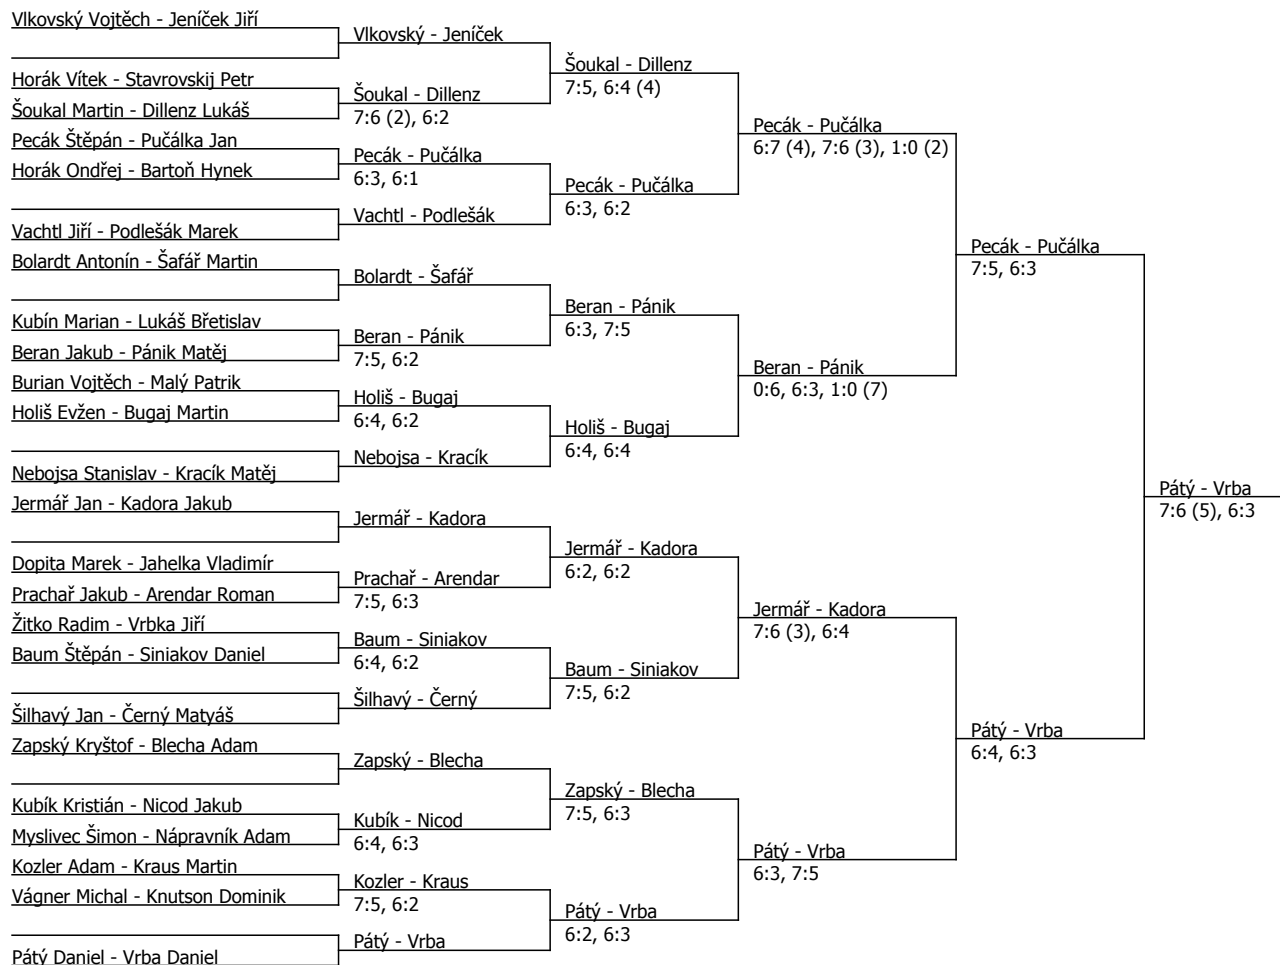 Vlkovský Vojtěch - Jeníček Jiří
Horák Vítek - Stavrovskij Petr
Šoukal Martin - Dillenz Lukáš
Pecák Štěpán - Pučálka Jan
Horák Ondřej - Bartoň Hynek
Vachtl Jiří - Podlešák Marek
Bolardt Antonín - Šafář Martin
Kubín Marian - Lukáš Břetislav
Beran Jakub - Pánik Matěj
Burian Vojtěch - Malý Patrik
Holiš Evžen - Bugaj Martin
Nebojsa Stanislav - Kracík Matěj
Jermář Jan - Kadora Jakub
Dopita Marek - Jahelka Vladimír
Prachař Jakub - Arendar Roman
Žitko Radim - Vrbka Jiří
Baum Štěpán - Siniakov Daniel
Šilhavý Jan - Černý Matyáš
Zapský Kryštof - Blecha Adam
Kubík Kristián - Nicod Jakub
Myslivec Šimon - Nápravník Adam
Kozler Adam - Kraus Martin
Vágner Michal - Knutson Dominik
Pátý Daniel - Vrba Daniel
Vlkovský - Jeníček
Šoukal - Dillenz
7:6 (2), 6:2
Pecák - Pučálka
6:3, 6:1
Vachtl - Podlešák
Bolardt - Šafář
Beran - Pánik
7:5, 6:2
Holiš - Bugaj
6:4, 6:2
Nebojsa - Kracík
Jermář - Kadora
Prachař - Arendar
7:5, 6:3
Baum - Siniakov
6:4, 6:2
Šilhavý - Černý
Zapský - Blecha
Kubík - Nicod
6:4, 6:3
Kozler - Kraus
7:5, 6:2
Pátý - Vrba
Šoukal - Dillenz
7:5, 6:4 (4)
Pecák - Pučálka
6:3, 6:2
Beran - Pánik
6:3, 7:5
Holiš - Bugaj
6:4, 6:4
Jermář - Kadora
6:2, 6:2
Baum - Siniakov
7:5, 6:2
Zapský - Blecha
7:5, 6:3
Pátý - Vrba
6:2, 6:3
Pecák - Pučálka
6:7 (4), 7:6 (3), 1:0 (2)
Beran - Pánik
0:6, 6:3, 1:0 (7)
Jermář - Kadora
7:6 (3), 6:4
Pátý - Vrba
6:3, 7:5
Pecák - Pučálka
7:5, 6:3
Pátý - Vrba
6:4, 6:3
Pátý - Vrba
7:6 (5), 6:3